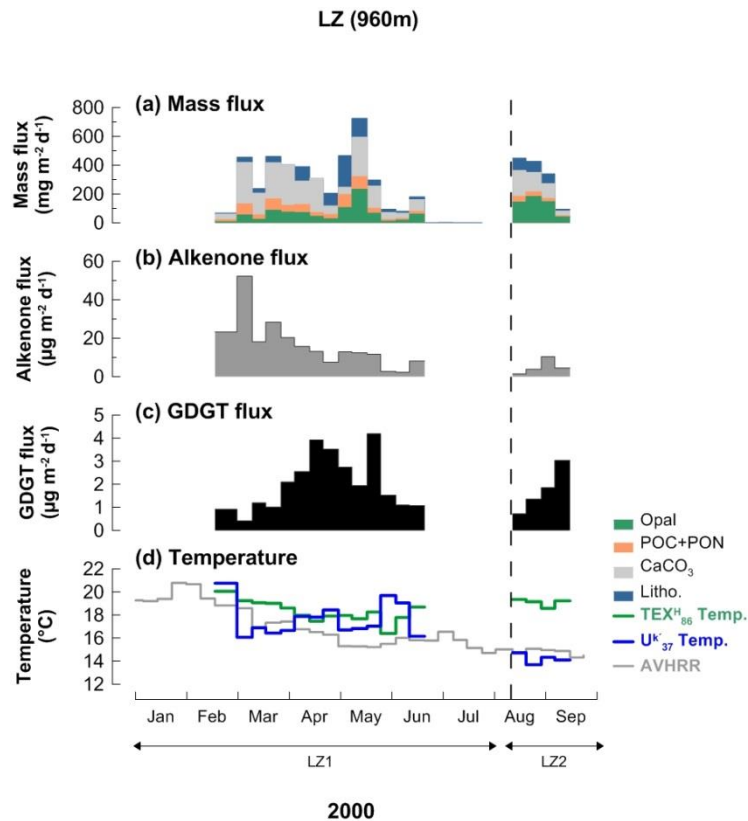 LZ (960m)
(a) Mass flux
Mass flux
(mg m⁻² d⁻¹)
800
600
400
200
0
(b) Alkenone flux
Alkenone flux
(µg m⁻² d⁻¹)
60
40
20
0
(c) GDGT flux
GDGT flux
(µg m⁻² d⁻¹)
5
4
3
2
1
0
(d) Temperature
Temperature
(°C)
22
20
18
16
14
12
Opal
POC+PON
CaCO₃
Litho.
TEXᴴ₈₆ Temp.
Uᵏ'₃₇ Temp.
AVHRR
Jan Feb Mar Apr May Jun Jul Aug Sep
LZ1 LZ2
2000